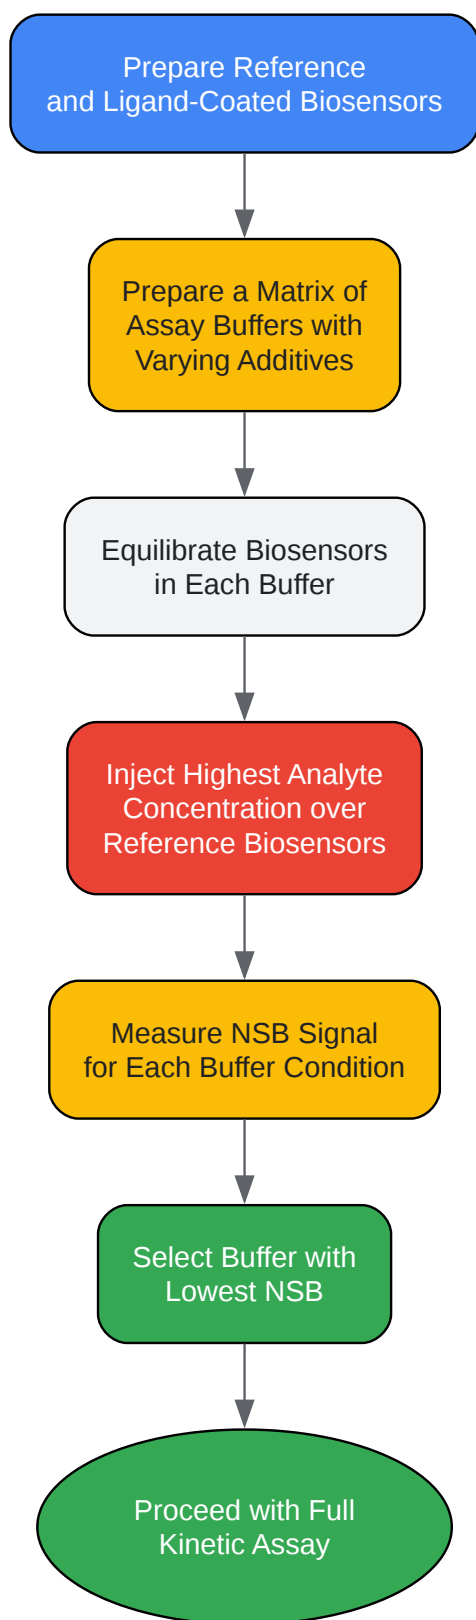 Prepare Reference
and Ligand-Coated Biosensors
Prepare a Matrix of
Assay Buffers with
Varying Additives
Equilibrate Biosensors
in Each Buffer
Inject Highest Analyte
Concentration over
Reference Biosensors
Measure NSB Signal
for Each Buffer Condition
Select Buffer with
Lowest NSB
Proceed with Full
Kinetic Assay